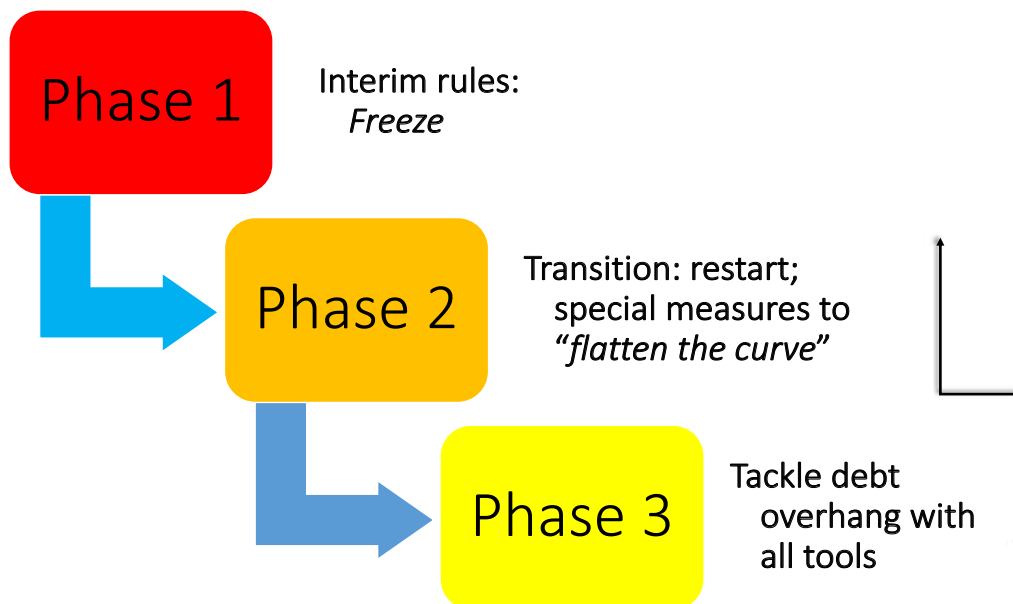 Phase 1
Interim rules:
Freeze
Phase 2
Transition: restart;
special measures to
“flatten the curve”
Phase 3
Tackle debt
overhang with
all tools